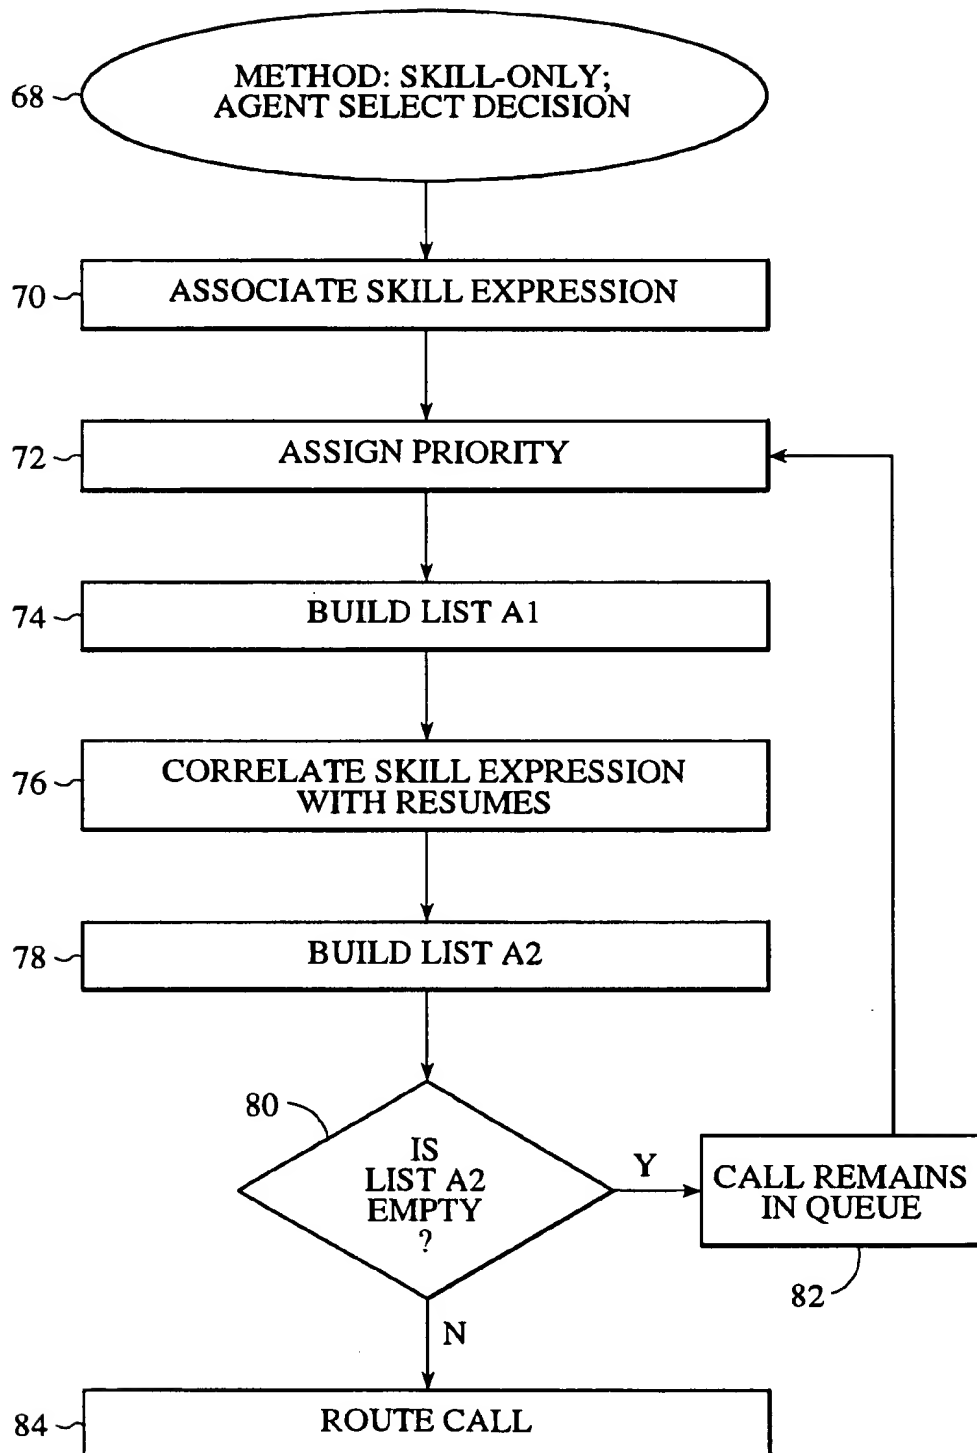 METHOD: SKILL-ONLY;
68 AGENT SELECT DECISION
70 ASSOCIATE SKILL EXPRESSION
72 ASSIGN PRIORITY
74 BUILD LIST A1
76 CORRELATE SKILL EXPRESSION
WITH RESUMES
78 BUILD LIST A2
80
IS
LIST A2
EMPTY
?
Y
CALL REMAINS
IN QUEUE
82
N
84 ROUTE CALL